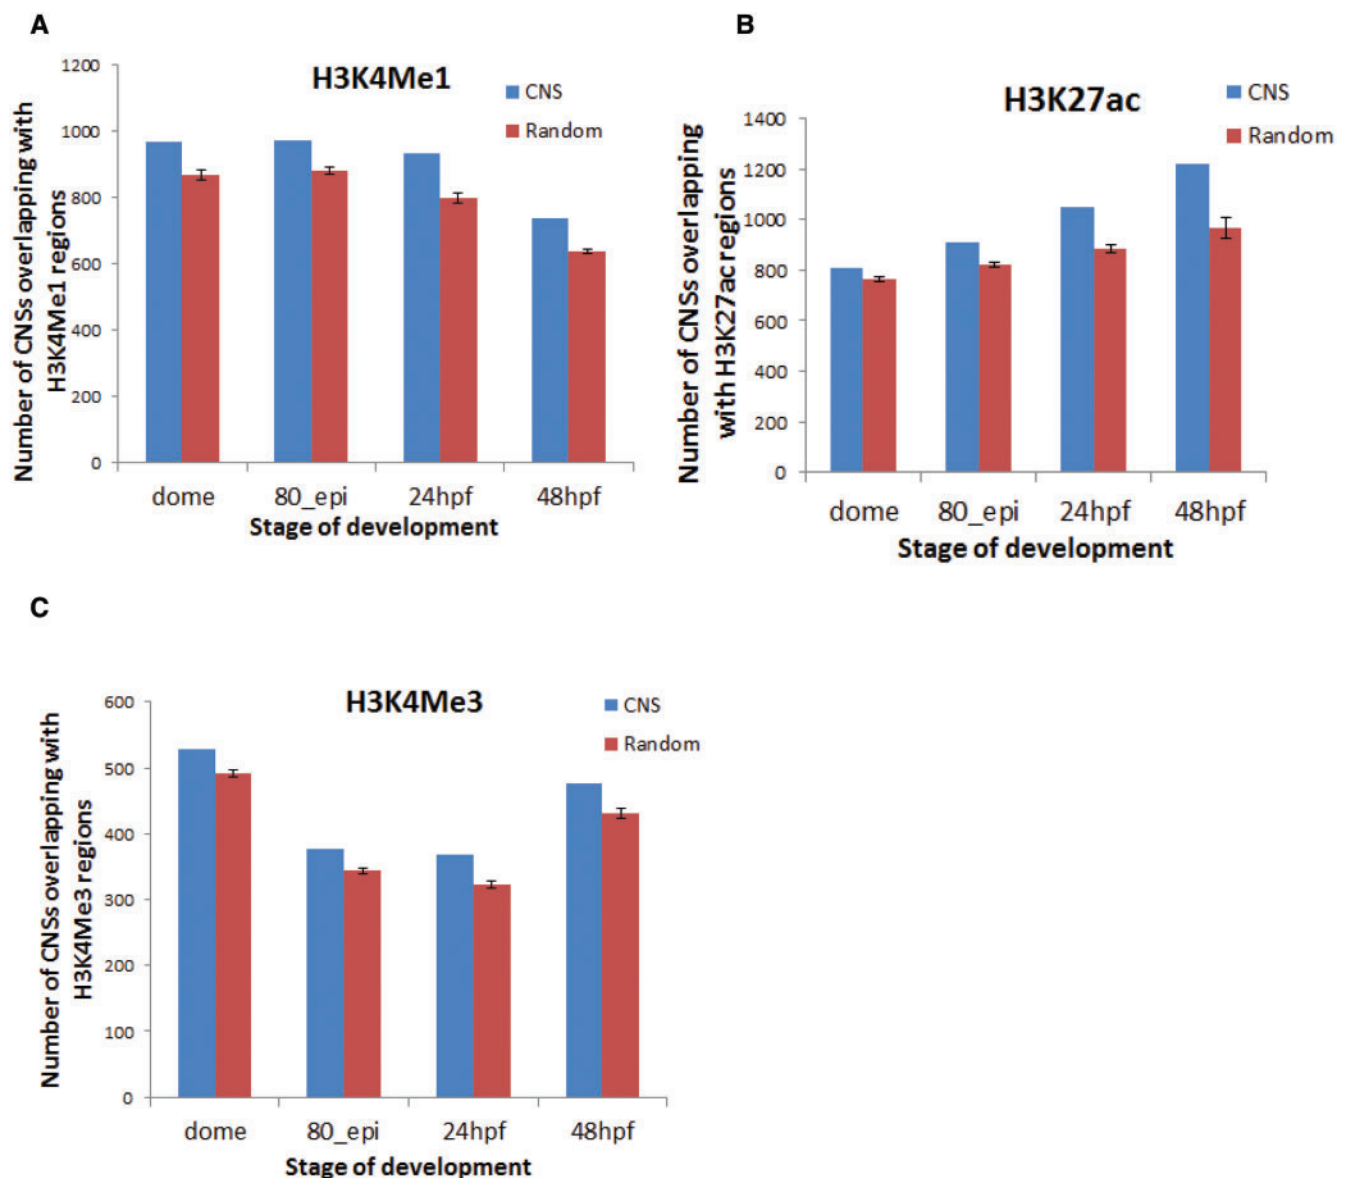 A
H3K4Me1
CNS
Random
Number of CNSs overlapping with
H3K4Me1 regions
1200
1000
800
600
400
200
0
dome 80_epi 24hpf 48hpf
Stage of development
B
H3K27ac
CNS
Random
Number of CNSs overlapping
with H3K27ac regions
1400
1200
1000
800
600
400
200
0
dome 80_epi 24hpf 48hpf
Stage of development
C
H3K4Me3
CNS
Random
Number of CNSs overlapping with
H3K4Me3 regions
600
500
400
300
200
100
0
dome 80_epi 24hpf 48hpf
Stage of development